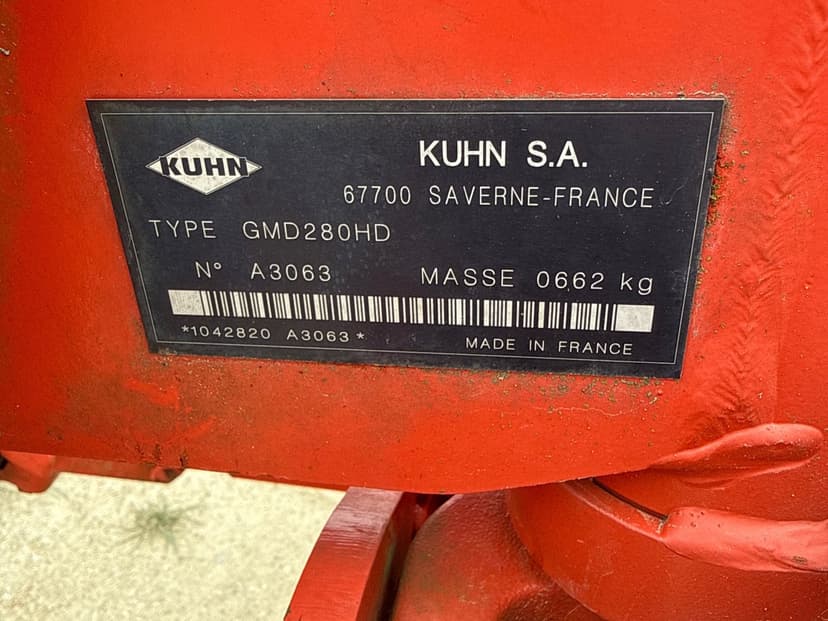 KUHN
KUHN S.A.
67700 SAVERNE-FRANCE
TYPE GMD280HD
N° A3063 MASSE 0662 kg
*1042820 A3063*
MADE IN FRANCE